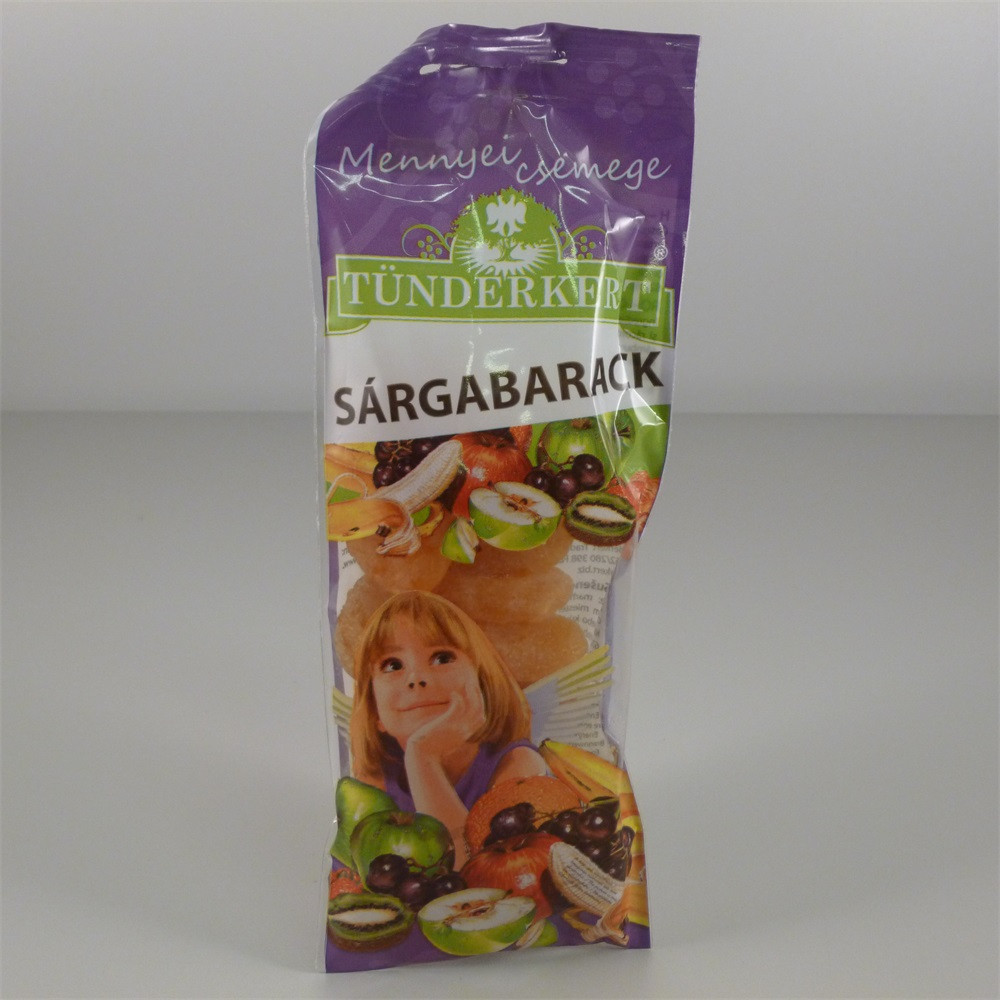 Mennyei csemege
TÜNDERKERT®
SÁRGABARACK